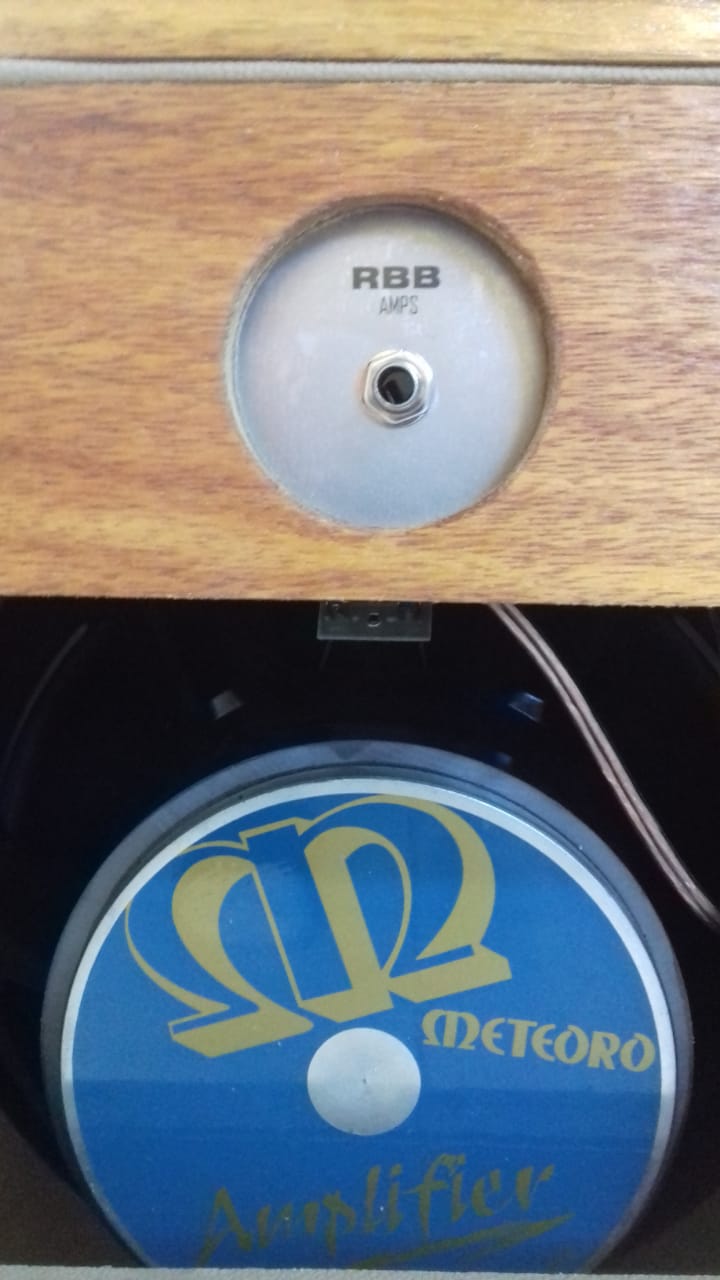 RBB
AMPS
METEORO
Amplifier